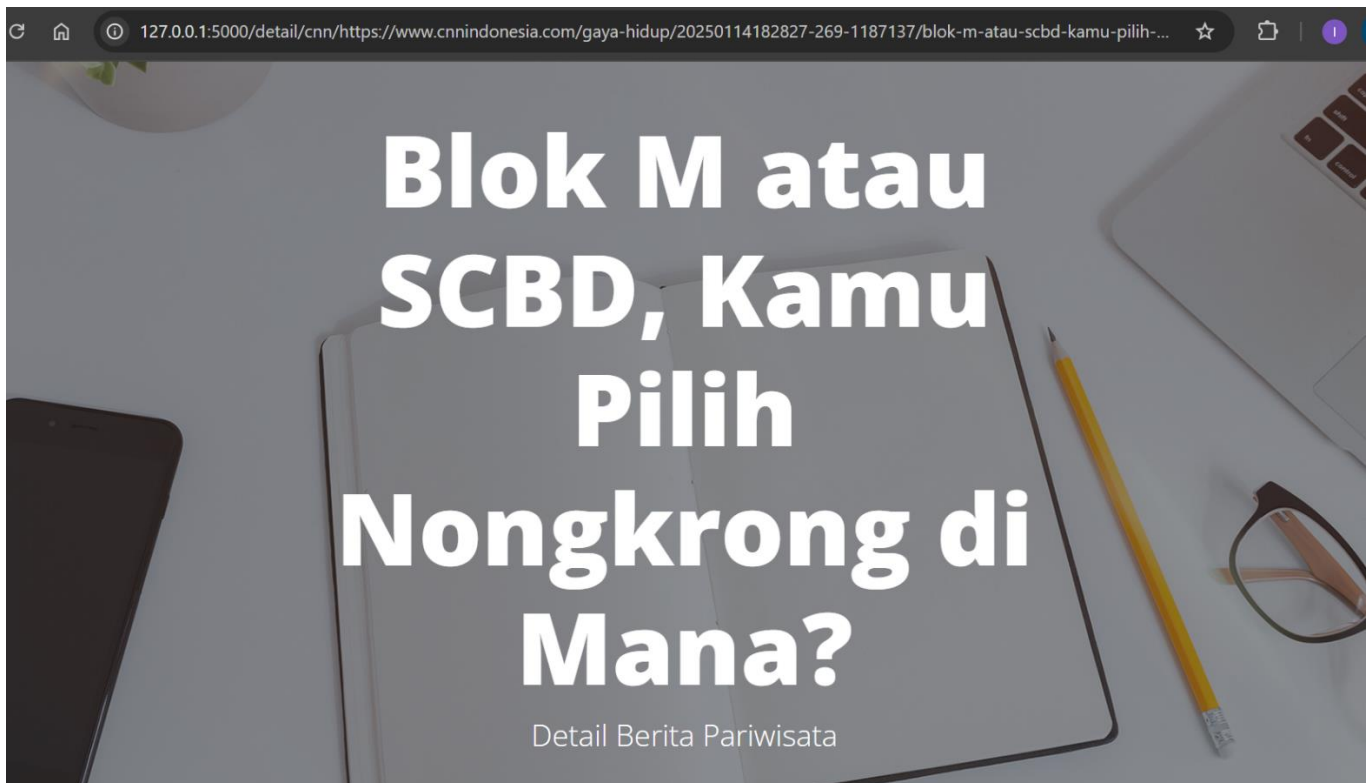 127.0.0.1:5000/detail/cnn/https://www.cnnindonesia.com/gaya-hidup/20250114182827-269-1187137/blok-m-atau-scbd-kamu-pilih-...
I
Blok M atau
SCBD, Kamu
Pilih
Nongkrong di
Mana?
Detail Berita Pariwisata